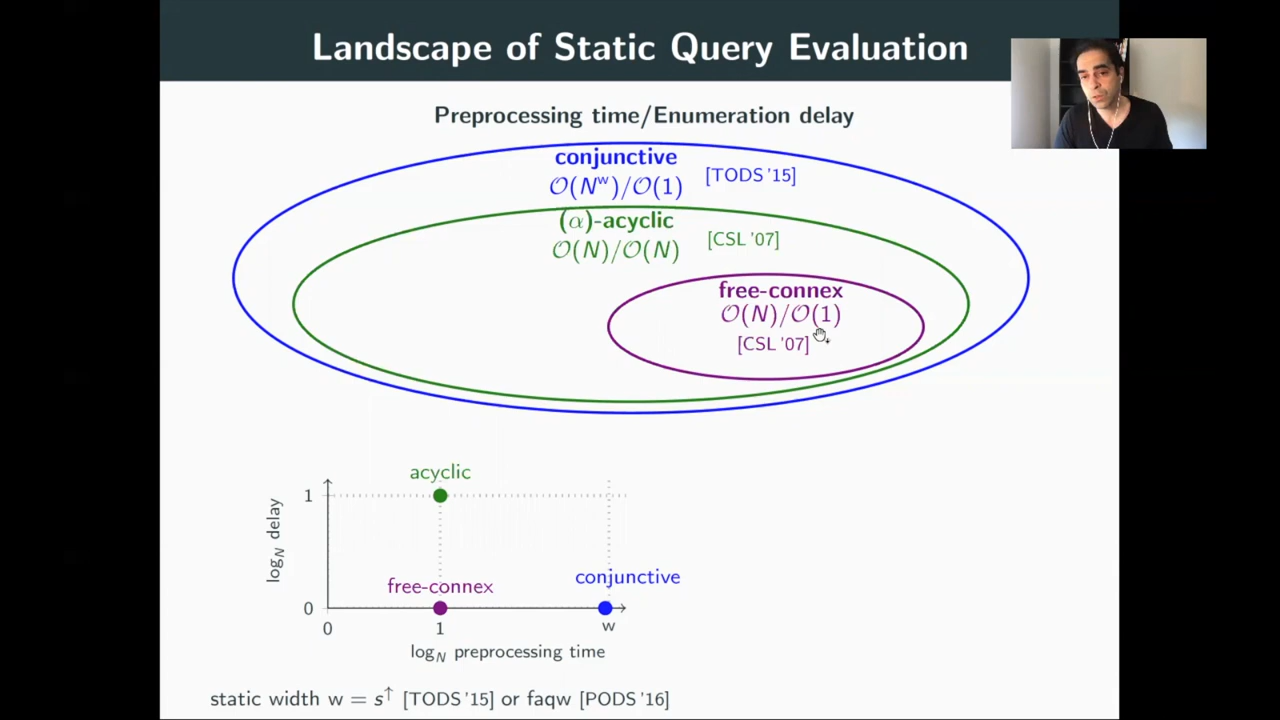 Landscape of Static Query Evaluation
Preprocessing time/Enumeration delay
conjunctive
𝒪(Nʷ)/𝒪(1) [TODS '15]
(α)-acyclic
𝒪(N)/𝒪(N) [CSL '07]
free-connex
𝒪(N)/𝒪(1)
[CSL '07]
acyclic
1
log_N delay
conjunctive
free-connex
0
0 1 w
log_N preprocessing time
static width w = s↑ [TODS '15] or faqw [PODS '16]